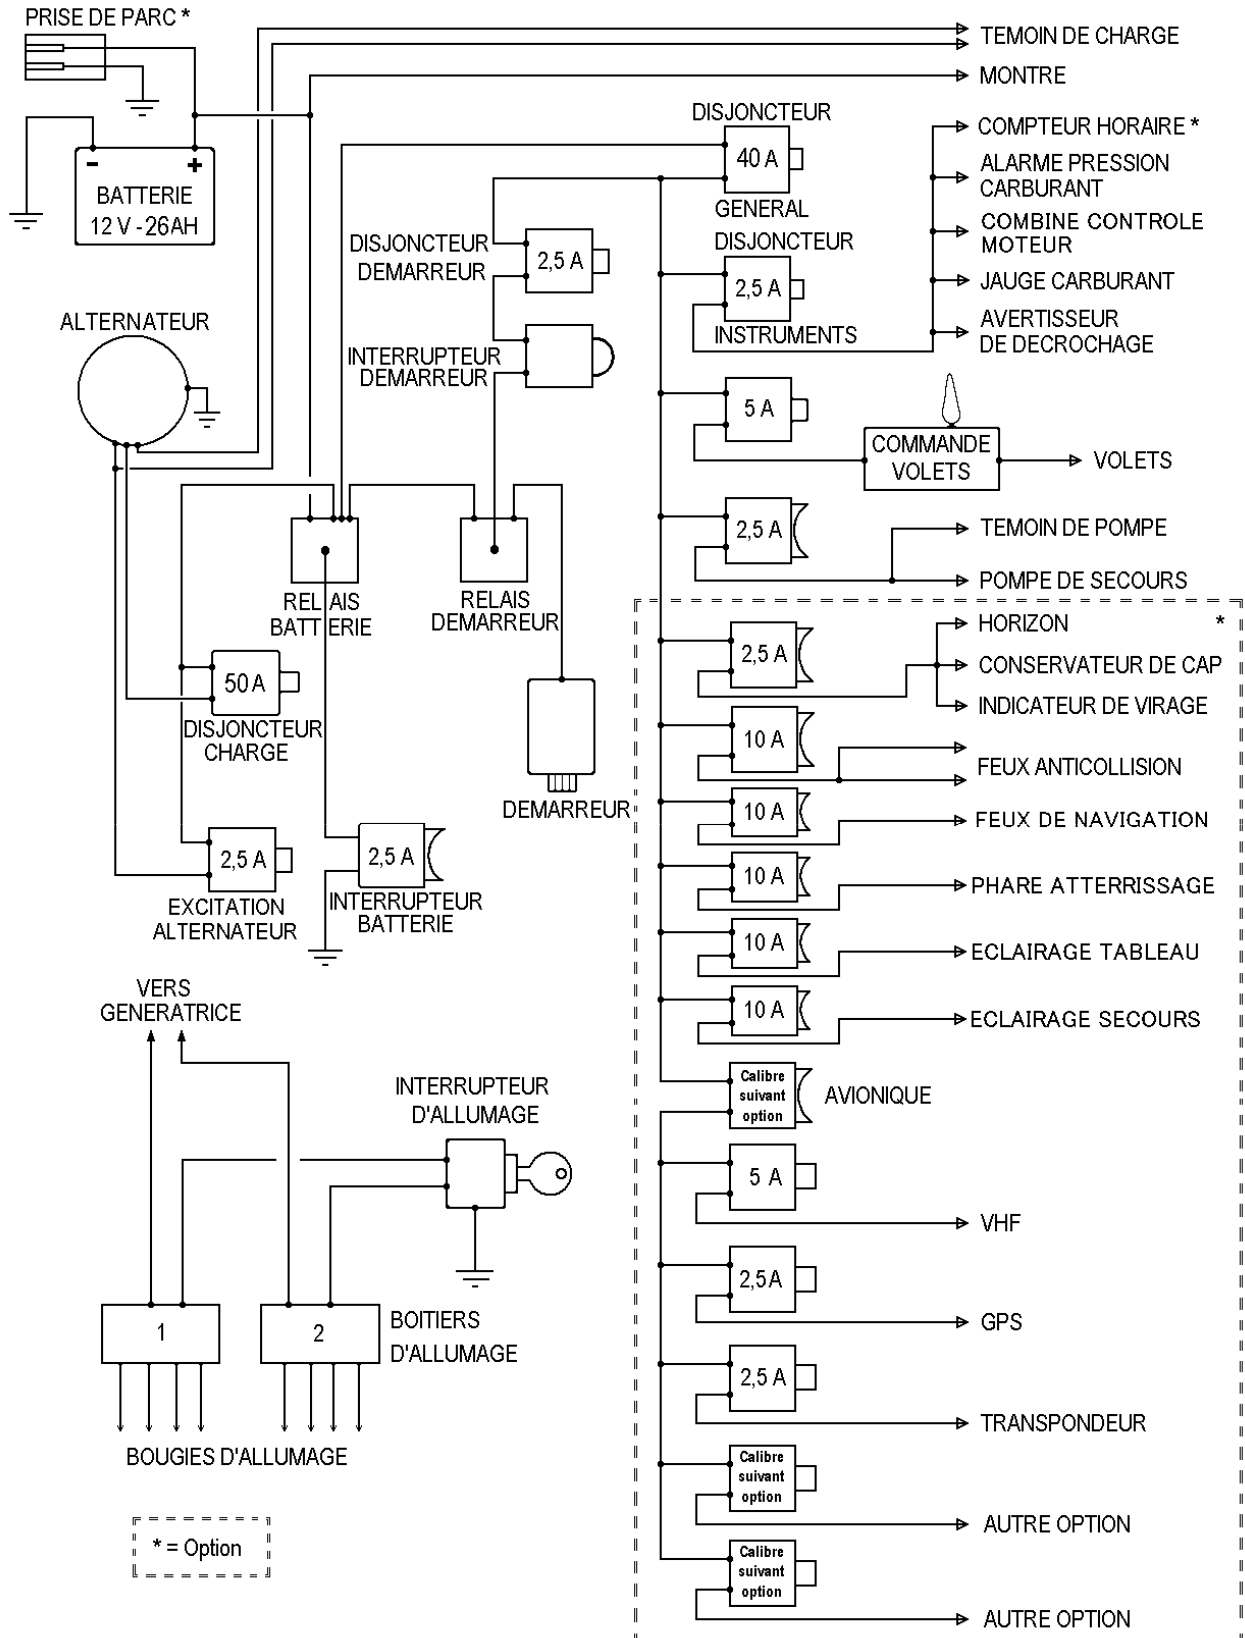 PRISE DE PARC *
TEMOIN DE CHARGE
MONTRE
-
+
BATTERIE
12 V - 26AH
DISJONCTEUR
40 A
GENERAL
COMPTEUR HORAIRE *
ALARME PRESSION
CARBURANT
COMBINE CONTROLE
MOTEUR
JAUGE CARBURANT
AVERTISSEUR
DE DECROCHAGE
DISJONCTEUR
DEMARREUR
2,5 A
DISJONCTEUR
2,5 A
INSTRUMENTS
ALTERNATEUR
INTERRUPTEUR
DEMARREUR
5 A
COMMANDE
VOLETS
VOLETS
2,5 A
TEMOIN DE POMPE
POMPE DE SECOURS
RELAIS
BATTERIE
RELAIS
DEMARREUR
2,5 A
HORIZON
*
CONSERVATEUR DE CAP
INDICATEUR DE VIRAGE
50 A
DISJONCTEUR
CHARGE
10 A
FEUX ANTICOLLISION
DEMARREUR
10 A
FEUX DE NAVIGATION
2,5 A
EXCITATION
ALTERNATEUR
2,5 A
INTERRUPTEUR
BATTERIE
10 A
PHARE ATTERRISSAGE
10 A
ECLAIRAGE TABLEAU
10 A
ECLAIRAGE SECOURS
VERS
GENERATRICE
INTERRUPTEUR
D'ALLUMAGE
Calibre
suivant
option
AVIONIQUE
5 A
VHF
2,5 A
GPS
1
2
BOITIERS
D'ALLUMAGE
2,5 A
TRANSPONDEUR
BOUGIES D'ALLUMAGE
Calibre
suivant
option
AUTRE OPTION
* = Option
Calibre
suivant
option
AUTRE OPTION